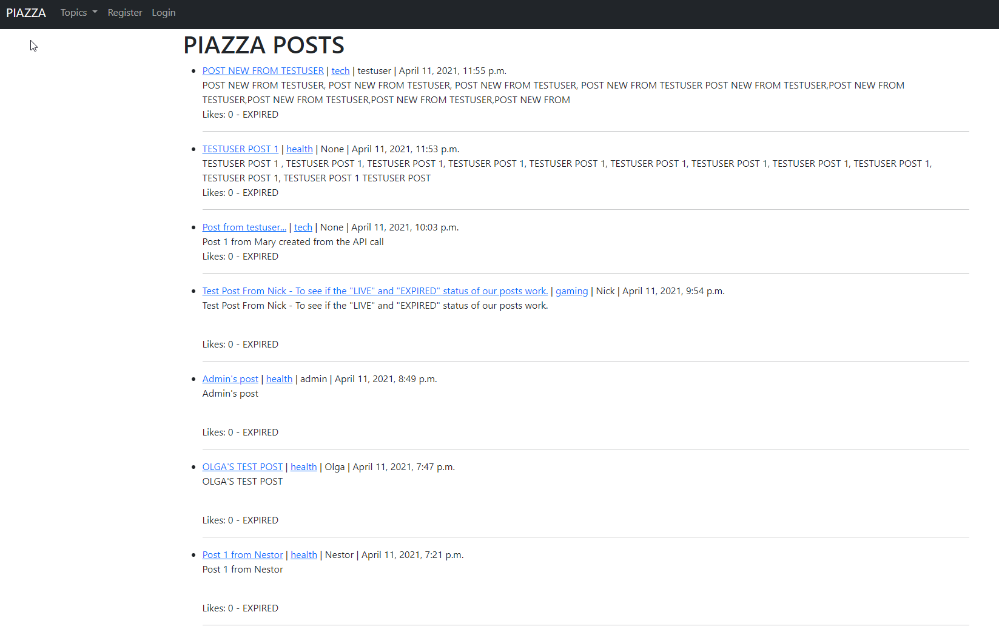 PIAZZA Topics Register Login
PIAZZA POSTS
POST NEW FROM TESTUSER | tech | testuser | April 11, 2021, 11:55 p.m.
POST NEW FROM TESTUSER, POST NEW FROM TESTUSER, POST NEW FROM TESTUSER, POST NEW FROM TESTUSER POST NEW FROM TESTUSER,POST NEW FROM
TESTUSER,POST NEW FROM TESTUSER,POST NEW FROM TESTUSER,POST NEW FROM
Likes: 0 - EXPIRED
TESTUSER POST 1 | health | None | April 11, 2021, 11:53 p.m.
TESTUSER POST 1 , TESTUSER POST 1, TESTUSER POST 1, TESTUSER POST 1, TESTUSER POST 1, TESTUSER POST 1, TESTUSER POST 1, TESTUSER POST 1, TESTUSER POST 1,
TESTUSER POST 1, TESTUSER POST 1 TESTUSER POST
Likes: 0 - EXPIRED
Post from testuser... | tech | None | April 11, 2021, 10:03 p.m.
Post 1 from Mary created from the API call
Likes: 0 - EXPIRED
Test Post From Nick - To see if the "LIVE" and "EXPIRED" status of our posts work. | gaming | Nick | April 11, 2021, 9:54 p.m.
Test Post From Nick - To see if the "LIVE" and "EXPIRED" status of our posts work.
Likes: 0 - EXPIRED
Admin's post | health | admin | April 11, 2021, 8:49 p.m.
Admin's post
Likes: 0 - EXPIRED
OLGA'S TEST POST | health | Olga | April 11, 2021, 7:47 p.m.
OLGA'S TEST POST
Likes: 0 - EXPIRED
Post 1 from Nestor | health | Nestor | April 11, 2021, 7:21 p.m.
Post 1 from Nestor
Likes: 0 - EXPIRED